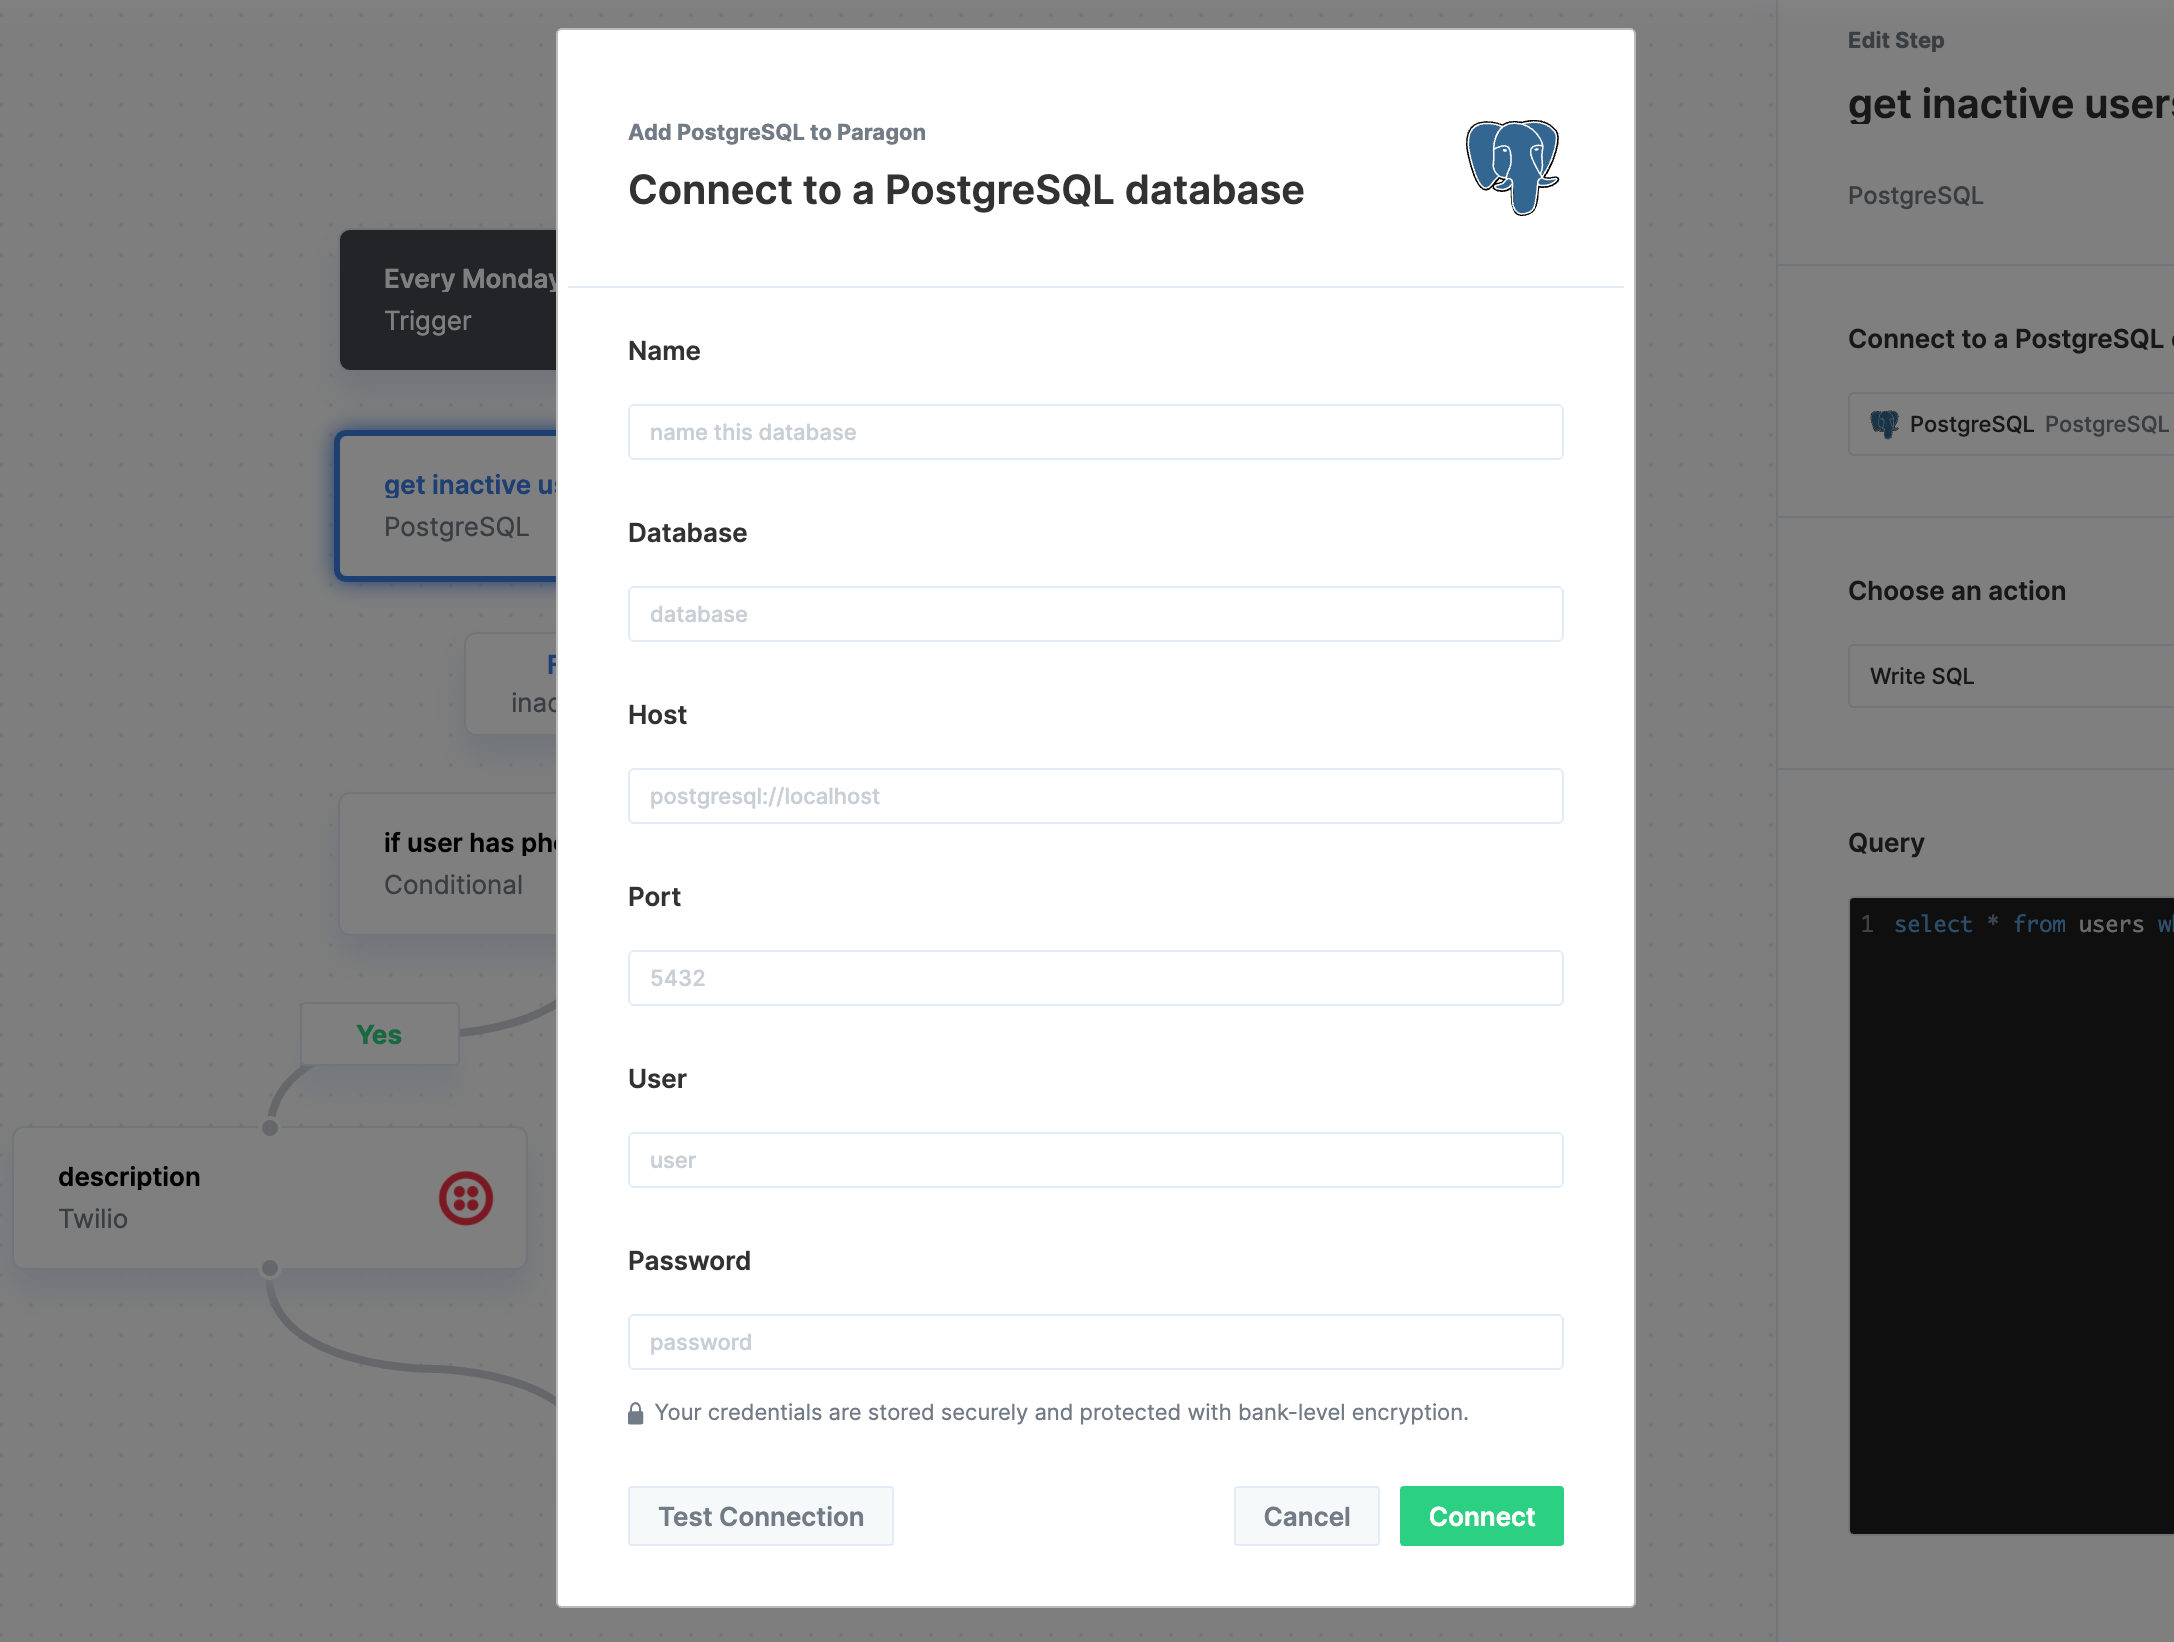 Every Monday
Trigger
get inactive
PostgreSQL
if user has
Conditional
Yes
description
Twilio
Add PostgreSQL to Paragon
Connect to a PostgreSQL database
Name
name this database
Database
database
Host
postgresql://localhost
Port
5432
User
user
Password
password
Your credentials are stored securely and protected with bank-level encryption.
Test Connection
Cancel
Connect
Edit Step
get inactive users
PostgreSQL
Connect to a PostgreSQL
PostgreSQL PostgreSQL
Choose an action
Write SQL
Query
1 select * from users